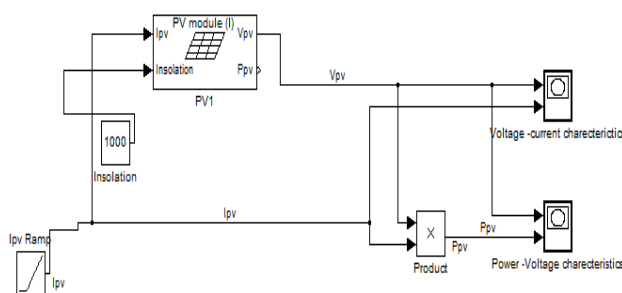 PV module (I)
Ipv
Vpv
Insolation
Ppv
PV1
Vpv
1000
Insolation
Voltage -current charecterictic
Ipv
Ipv Ramp
Ipv
X
Product
Ppv
Ppv
Power -Voltage charecteristics